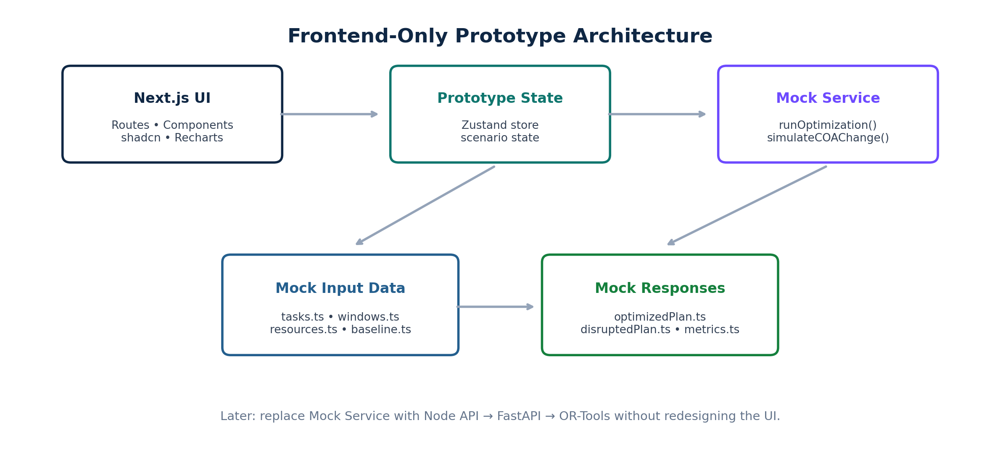 Frontend-Only Prototype Architecture
Next.js UI
Routes • Components
shadcn • Recharts
Prototype State
Zustand store
scenario state
Mock Service
runOptimization()
simulateCOAChange()
Mock Input Data
tasks.ts • windows.ts
resources.ts • baseline.ts
Mock Responses
optimizedPlan.ts
disruptedPlan.ts • metrics.ts
Later: replace Mock Service with Node API → FastAPI → OR-Tools without redesigning the UI.